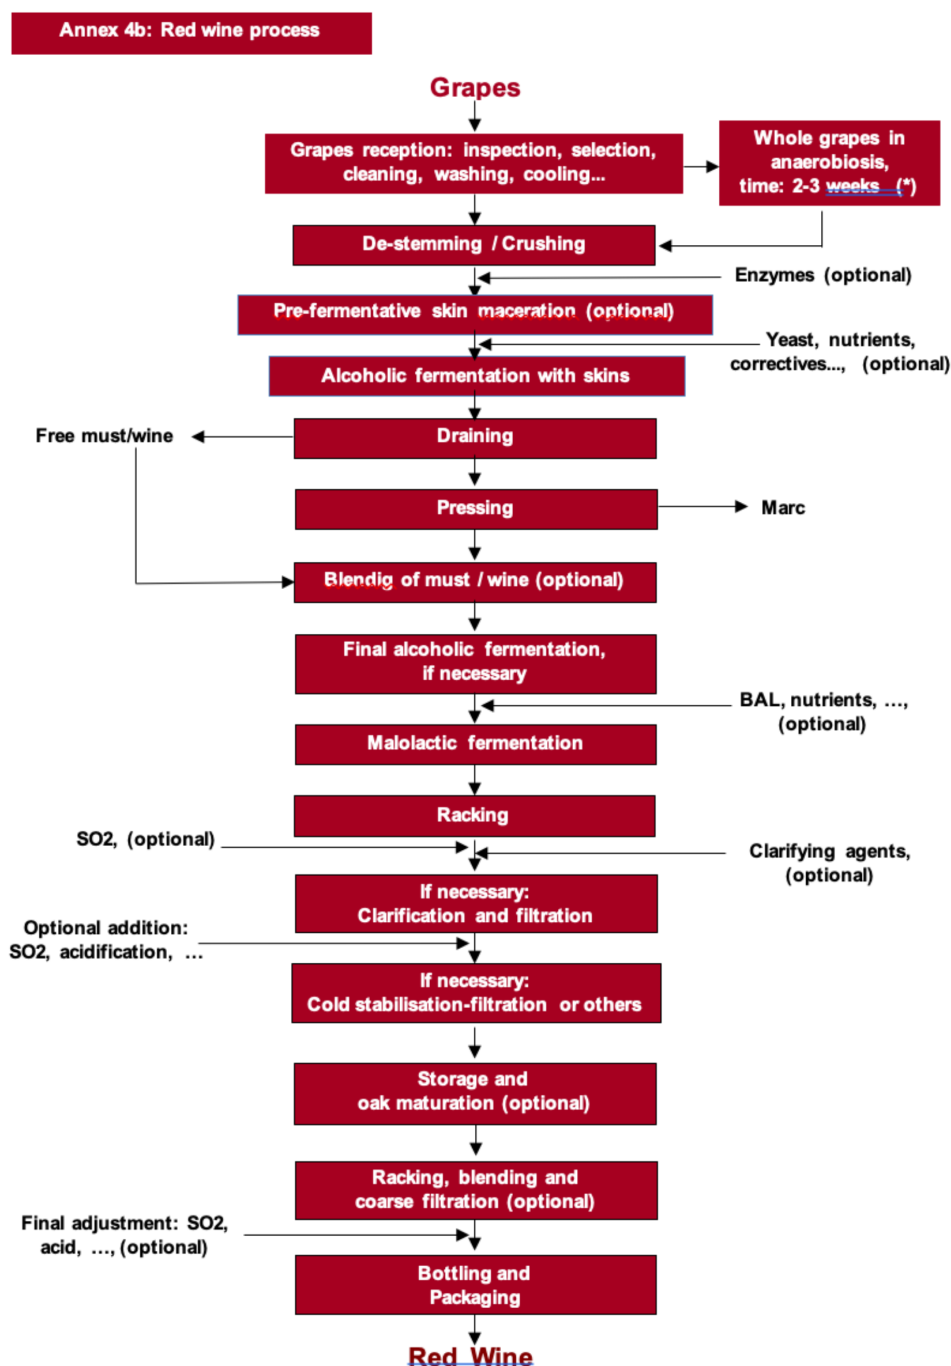 Annex 4b: Red wine process
Grapes
Grapes reception: inspection, selection,
cleaning, washing, cooling...
Whole grapes in
anaerobiosis,
time: 2-3 weeks (*)
De-stemming / Crushing
Enzymes (optional)
Pre-fermentative skin maceration (optional)
Yeast, nutrients,
correctives..., (optional)
Alcoholic fermentation with skins
Free must/wine
Draining
Pressing
Marc
Blendig of must / wine (optional)
Final alcoholic fermentation,
if necessary
BAL, nutrients, ...,
(optional)
Malolactic fermentation
Racking
SO2, (optional)
Clarifying agents,
(optional)
If necessary:
Clarification and filtration
Optional addition:
SO2, acidification, ...
If necessary:
Cold stabilisation-filtration or others
Storage and
oak maturation (optional)
Racking, blending and
coarse filtration (optional)
Final adjustment: SO2,
acid, ..., (optional)
Bottling and
Packaging
Red Wine